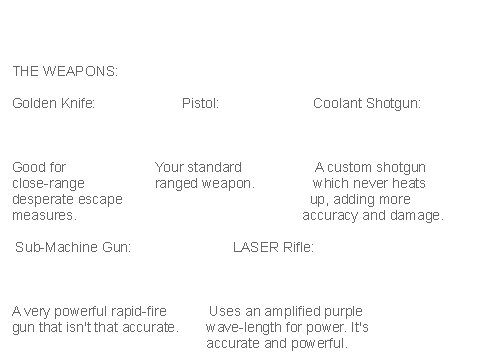 THE WEAPONS:
Golden Knife: Pistol: Coolant Shotgun:
Good for
close-range
desperate escape
measures.
Your standard
ranged weapon.
A custom shotgun
which never heats
up, adding more
accuracy and damage.
Sub-Machine Gun: LASER Rifle:
A very powerful rapid-fire
gun that isn't that accurate.
Uses an amplified purple
wave-length for power. It's
accurate and powerful.